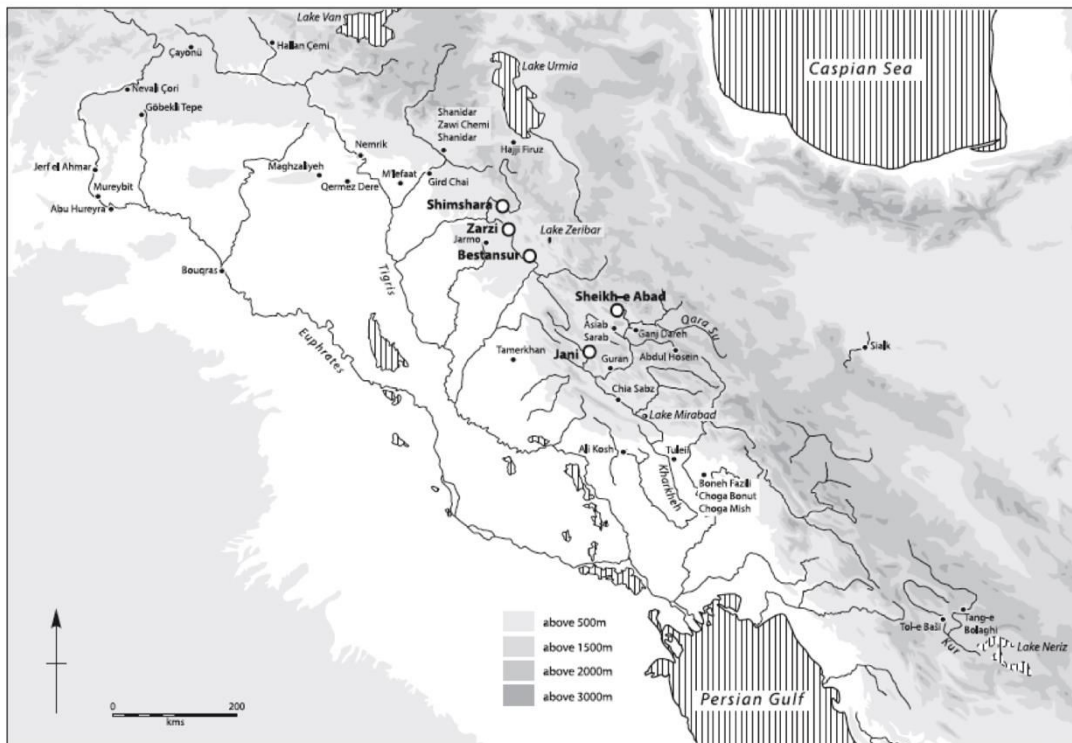 Lake Van
Hallan Çemi
Çayönü
Caspian Sea
Lake Urmia
Nevalı Çori
Göbekli Tepe
Shanidar
Zawi Chemi
Shanidar
Hajji Firuz
Nemrik
Jerf el Ahmar
Maghzaliyeh
Qermez Dere
M'lefaat
Gird Chai
Mureybit
Abu Hureyra
Shimshara
Zarzi
Lake Zeribar
Jarmo
Bestansur
Bouqras
Tigris
Sheikh-e Abad
Qara Su
Asiab
Sarab
Ganj Dareh
Euphrates
Sialk
Tamerkhan
Jani
Guran
Abdul Hosein
Chia Sabz
Lake Mirabad
Ali Kosh
Tuleii
Kharkheh
Boneh Fazili
Choga Bonut
Choga Mish
above 500m
above 1500m
above 2000m
above 3000m
Tol-e Baši
Tang-e
Bolaghi
Kur
Lake Neriz
Persian Gulf
0
200
kms